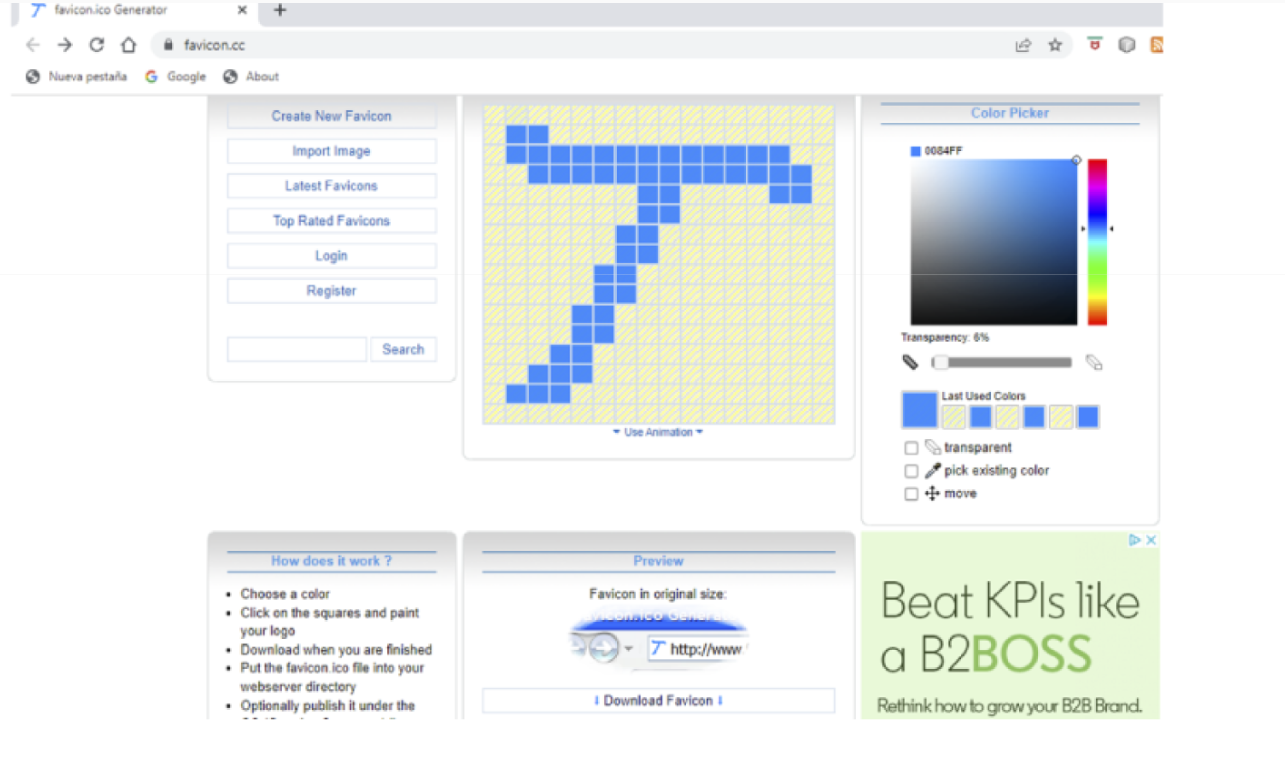 favicon.ico Generator
favicon.cc
Nueva pestaña
Google
About
Create New Favicon
Import Image
Latest Favicons
Top Rated Favicons
Login
Register
Search
Use Animation
Color Picker
0084FF
Transparency: 6%
Last Used Colors
transparent
pick existing color
move
How does it work ?
Choose a color
Click on the squares and paint
your logo
Download when you are finished
Put the favicon.ico file into your
webserver directory
Optionally publish it under the
Preview
Favicon in original size:
http://www.
Download Favicon
Beat KPIs like
a B2BOSS
Rethink how to grow your B2B Brand.